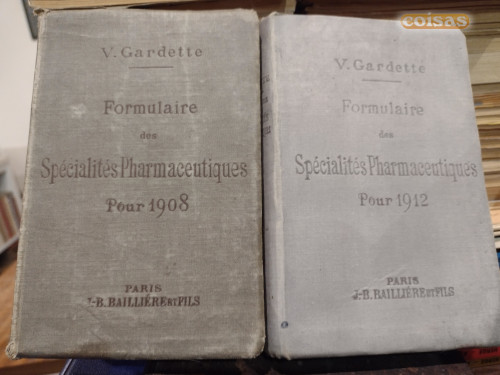 coisas
V. Gardette
Formulaire
des
Spécialités Pharmaceutiques
Pour 1908
PARIS
J.-B. BAILLIÈRE ET FILS
V. Gardette
Formulaire
des
Spécialités Pharmaceutiques
Pour 1912
PARIS
J.-B. BAILLIÈRE ET FILS